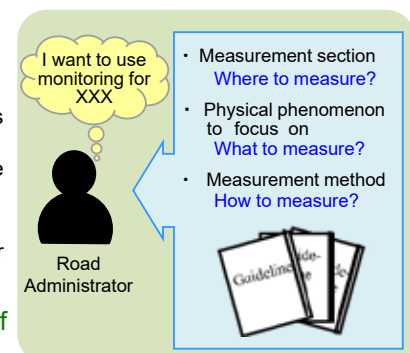 I want to use
monitoring for
XXX
Road
Administrator
・ Measurement section
Where to measure?
・ Physical phenomenon
to focus on
What to measure?
・ Measurement method
How to measure?
Guideline
s
e
r
f